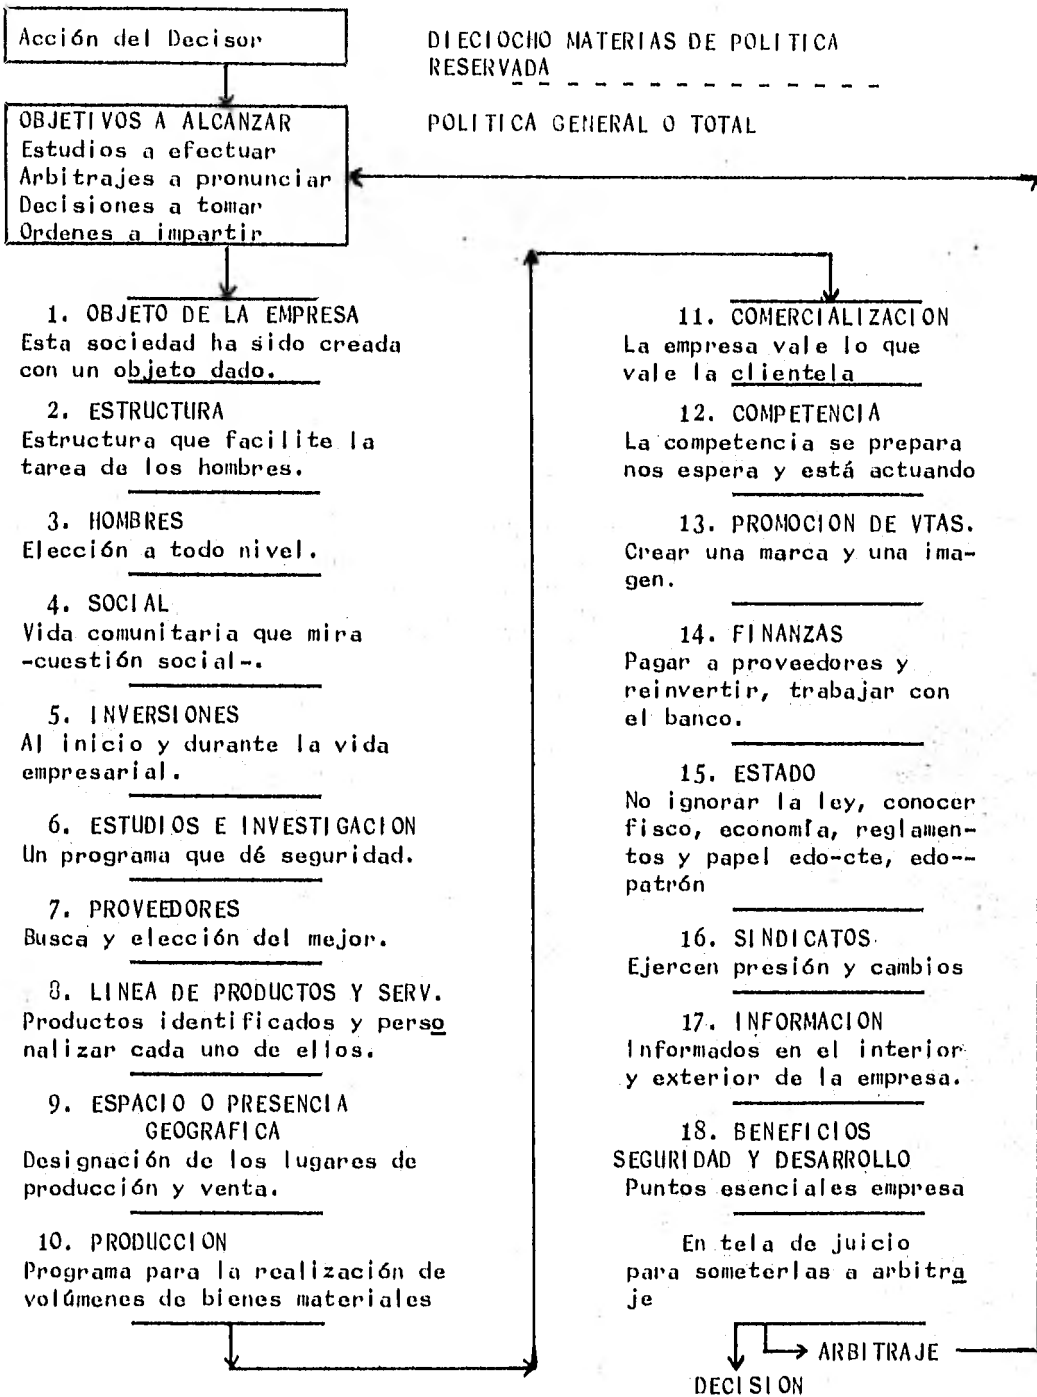 Acción del Decisor
DIECIOCHO MATERIAS DE POLITICA
RESERVADA
POLITICA GENERAL O TOTAL
OBJETIVOS A ALCANZAR
Estudios a efectuar
Arbitrajes a pronunciar
Decisiones a tomar
Ordenes a impartir
1. OBJETO DE LA EMPRESA
Esta sociedad ha sido creada
con un objeto dado.
2. ESTRUCTURA
Estructura que facilite la
tarea de los hombres.
3. HOMBRES
Elección a todo nivel.
4. SOCIAL
Vida comunitaria que mira
-cuestión social-.
5. INVERSIONES
Al inicio y durante la vida
empresarial.
6. ESTUDIOS E INVESTIGACION
Un programa que dé seguridad.
7. PROVEEDORES
Busca y elección del mejor.
8. LINEA DE PRODUCTOS Y SERV.
Productos identificados y perso
nalizar cada uno de ellos.
9. ESPACIO O PRESENCIA
GEOGRAFICA
Designación de los lugares de
producción y venta.
10. PRODUCCION
Programa para la realización de
volúmenes de bienes materiales
11. COMERCIALIZACION
La empresa vale lo que
vale la clientela
12. COMPETENCIA
La competencia se prepara
nos espera y está actuando
13. PROMOCION DE VTAS.
Crear una marca y una ima-
gen.
14. FINANZAS
Pagar a proveedores y
reinvertir, trabajar con
el banco.
15. ESTADO
No ignorar la ley, conocer
fisco, economía, reglamen-
tos y papel edo-cte, edo--
patrón
16. SINDICATOS
Ejercen presión y cambios
17. INFORMACION
Informados en el interior
y exterior de la empresa.
18. BENEFICIOS
SEGURIDAD Y DESARROLLO
Puntos esenciales empresa
En tela de juicio
para someterlas a arbitra
je
ARBITRAJE
DECISION